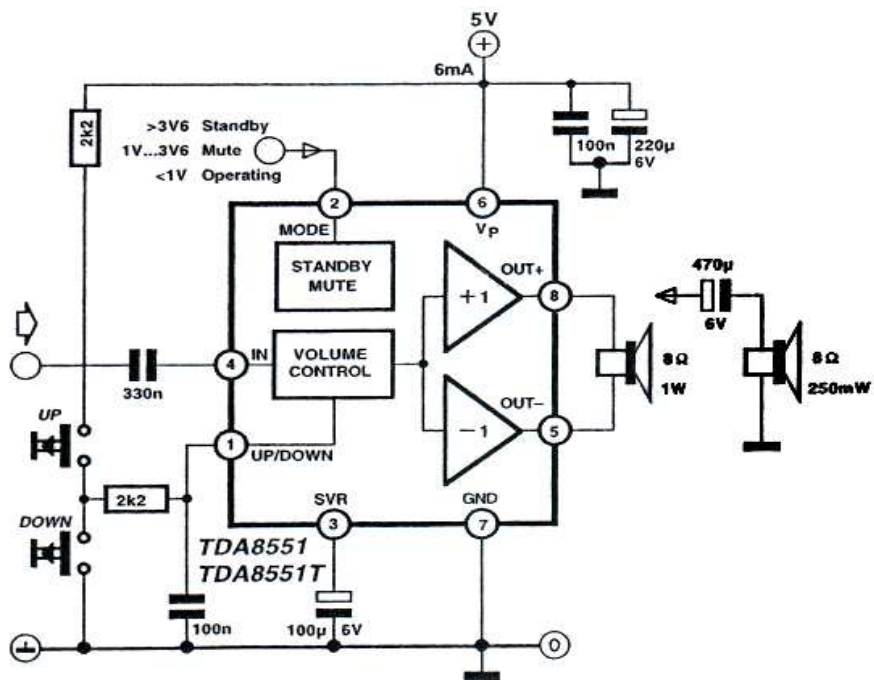 5V
+
6mA
2k2
>3V6 Standby
1V...3V6 Mute
<1V Operating
100n
220µ
6V
2
6
MODE
VP
STANDBY
MUTE
OUT+
+1
8
470µ
6V
4
IN
VOLUME
CONTROL
330n
8Ω
1W
8Ω
250mW
UP
OUT–
–1
5
1
UP/DOWN
2k2
SVR
GND
3
7
DOWN
TDA8551
TDA8551T
100n
100µ
6V
0